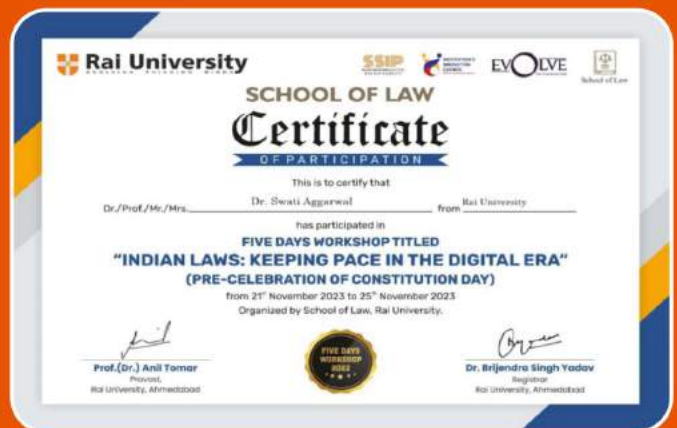 Rai University
SSIP
INSTITUTION'S
INNOVATION
COUNCIL
EVOLVE
School of Law
SCHOOL OF LAW
Certificate
OF PARTICIPATION
This is to certify that
Dr./Prof./Mr./Mrs. Dr. Swati Aggarwal from Rai University
has participated in
FIVE DAYS WORKSHOP TITLED
"INDIAN LAWS: KEEPING PACE IN THE DIGITAL ERA"
(PRE-CELEBRATION OF CONSTITUTION DAY)
from 21st November 2023 to 25th November 2023
Organized by School of Law, Rai University.
Prof.(Dr.) Anil Tomar
Provost,
Rai University, Ahmedabad
FIVE DAYS
WORKSHOP
2023
Dr. Brijendra Singh Yadav
Registrar
Rai University, Ahmedabad